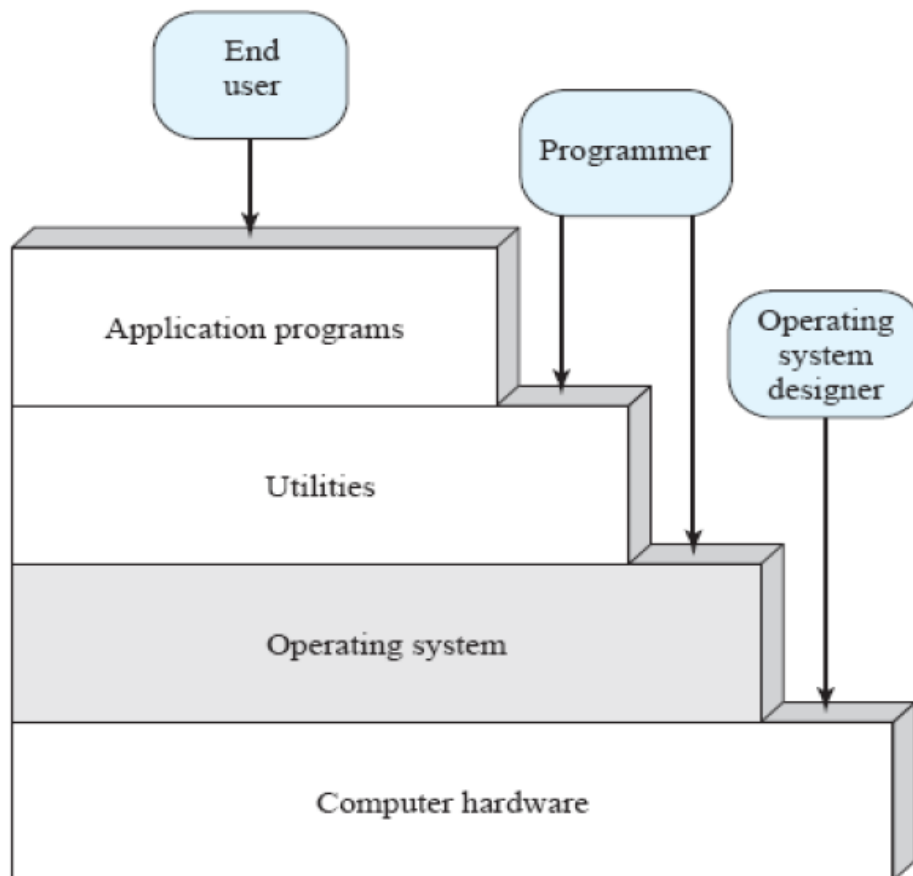 End
user
Programmer
Operating
system
designer
Application programs
Utilities
Operating system
Computer hardware